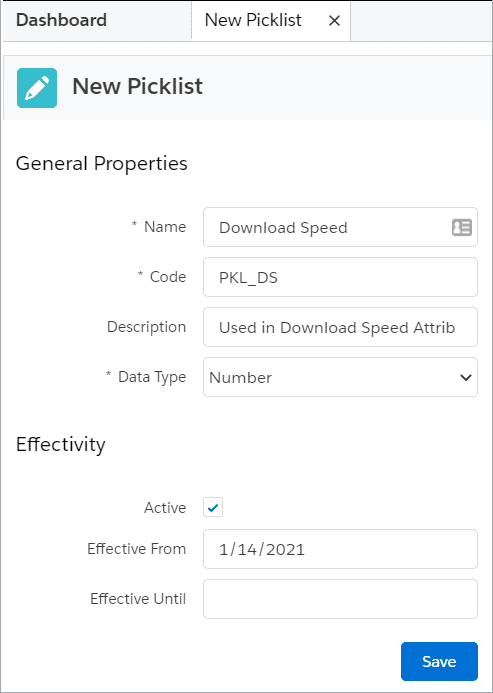 Dashboard New Picklist ×
New Picklist
General Properties
* Name Download Speed
* Code PKL_DS
Description Used in Download Speed Attrib
* Data Type Number
Effectivity
Active
Effective From 1/14/2021
Effective Until
Save